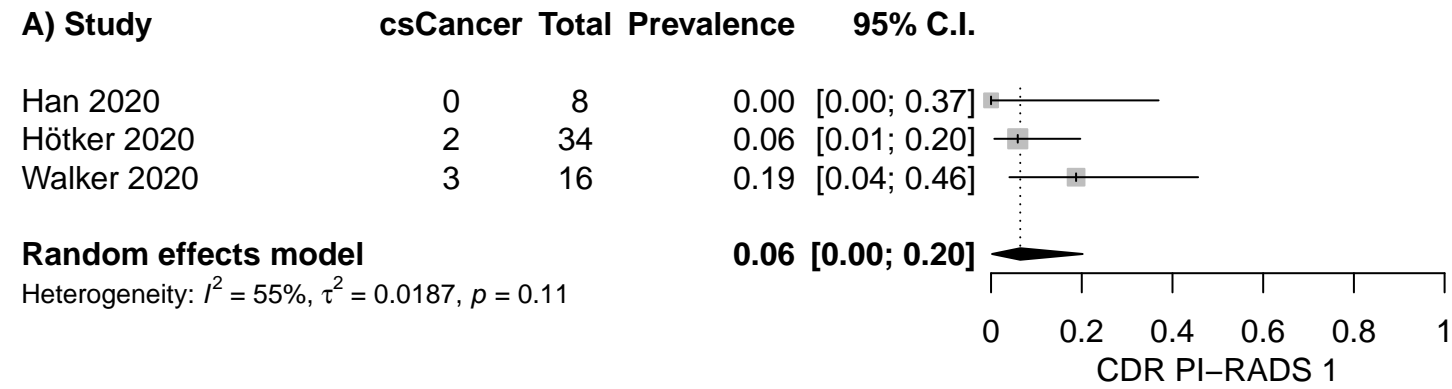 A) Study csCancer Total Prevalence 95% C.I.
Han 2020 0 8 0.00 [0.00; 0.37]
Hötker 2020 2 34 0.06 [0.01; 0.20]
Walker 2020 3 16 0.19 [0.04; 0.46]
Random effects model 0.06 [0.00; 0.20]
Heterogeneity: I² = 55%, τ² = 0.0187, p = 0.11
0 0.2 0.4 0.6 0.8 1
CDR PI−RADS 1